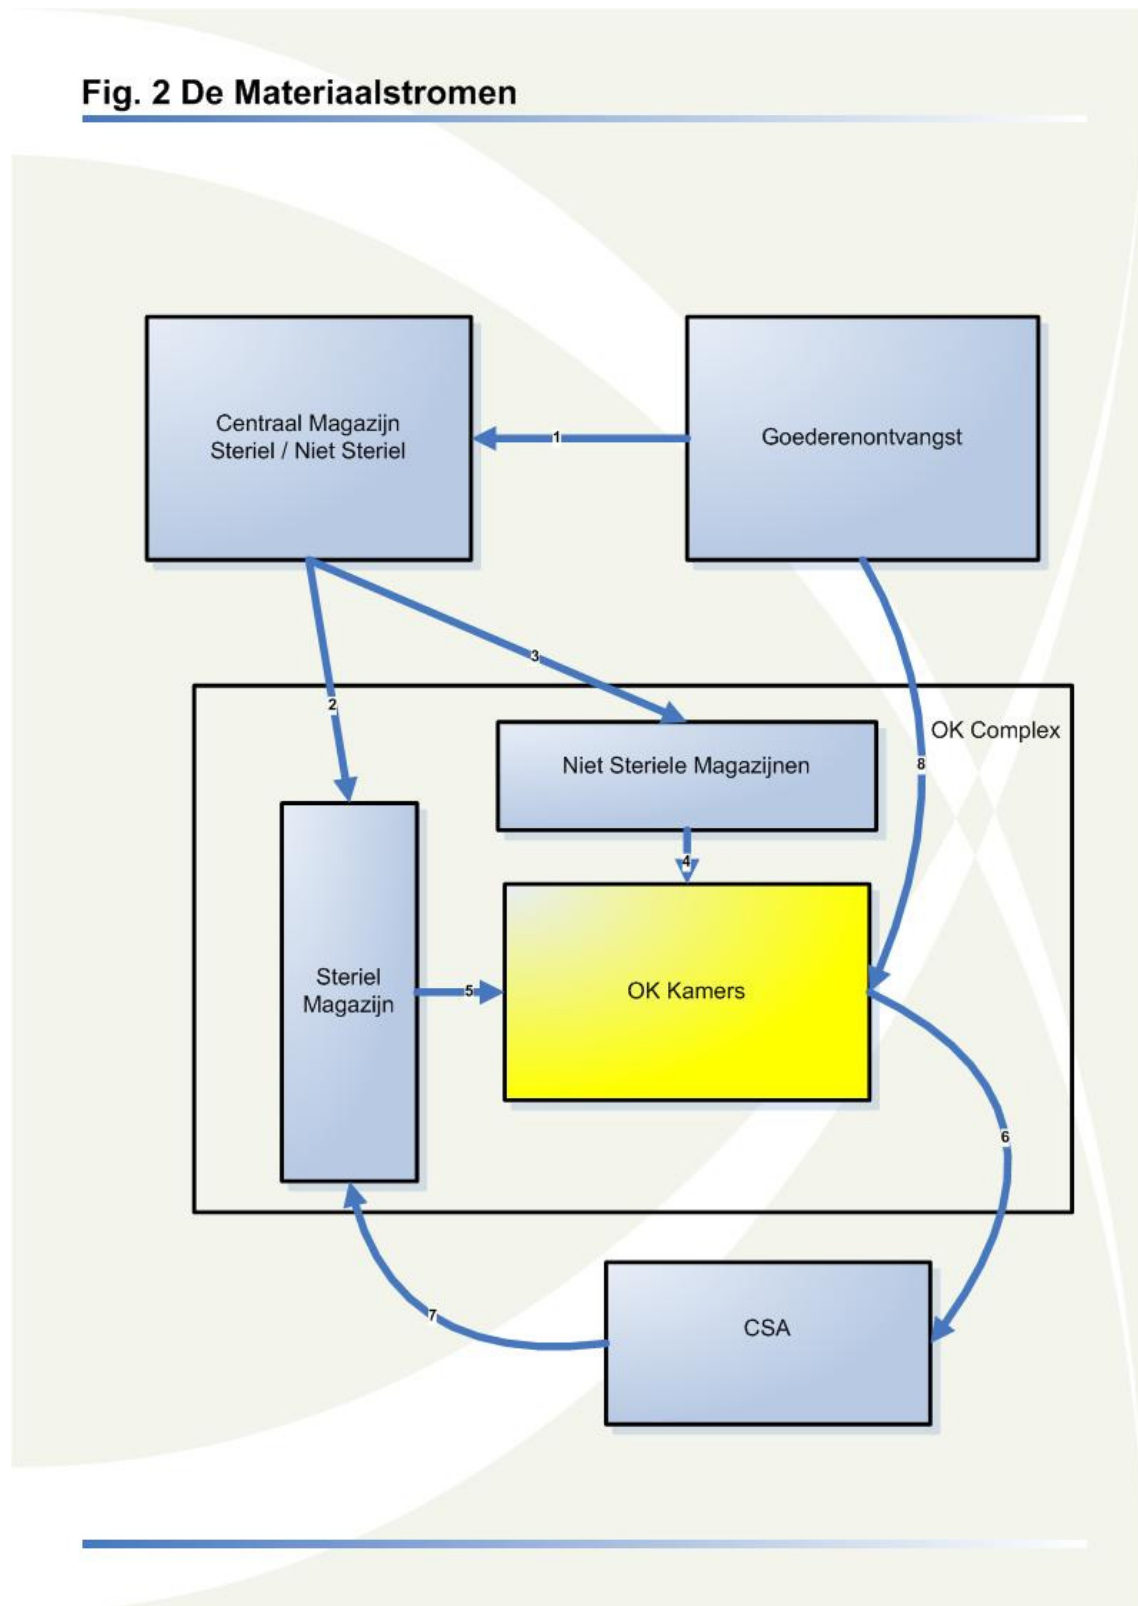 Fig. 2 De Materiaalstromen
Centraal Magazijn
Steriel / Niet Steriel
Goederenontvangst
1
3
2
OK Complex
Niet Steriele Magazijnen
8
4
Steriel
Magazijn
5
OK Kamers
6
7
CSA